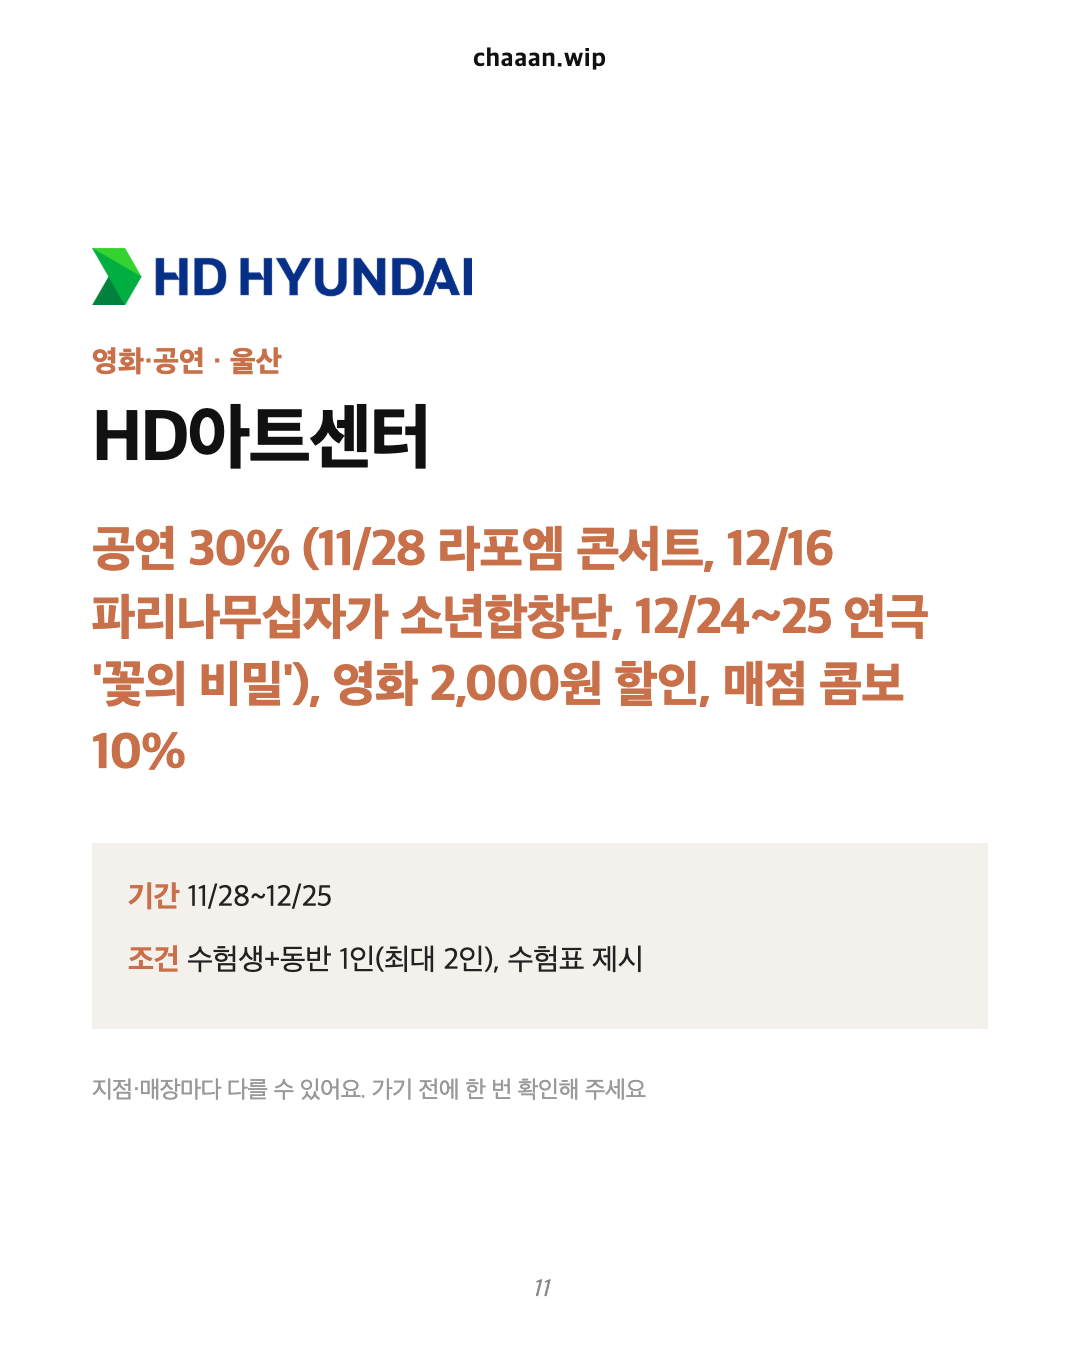 chaaan.wip
HD HYUNDAI
영화·공연 · 울산
HD아트센터
공연 30% (11/28 라포엠 콘서트, 12/16
파리나무십자가 소년합창단, 12/24~25 연극
'꽃의 비밀'), 영화 2,000원 할인, 매점 콤보
10%
기간 11/28~12/25
조건 수험생+동반 1인(최대 2인), 수험표 제시
지점·매장마다 다를 수 있어요. 가기 전에 한 번 확인해 주세요
11